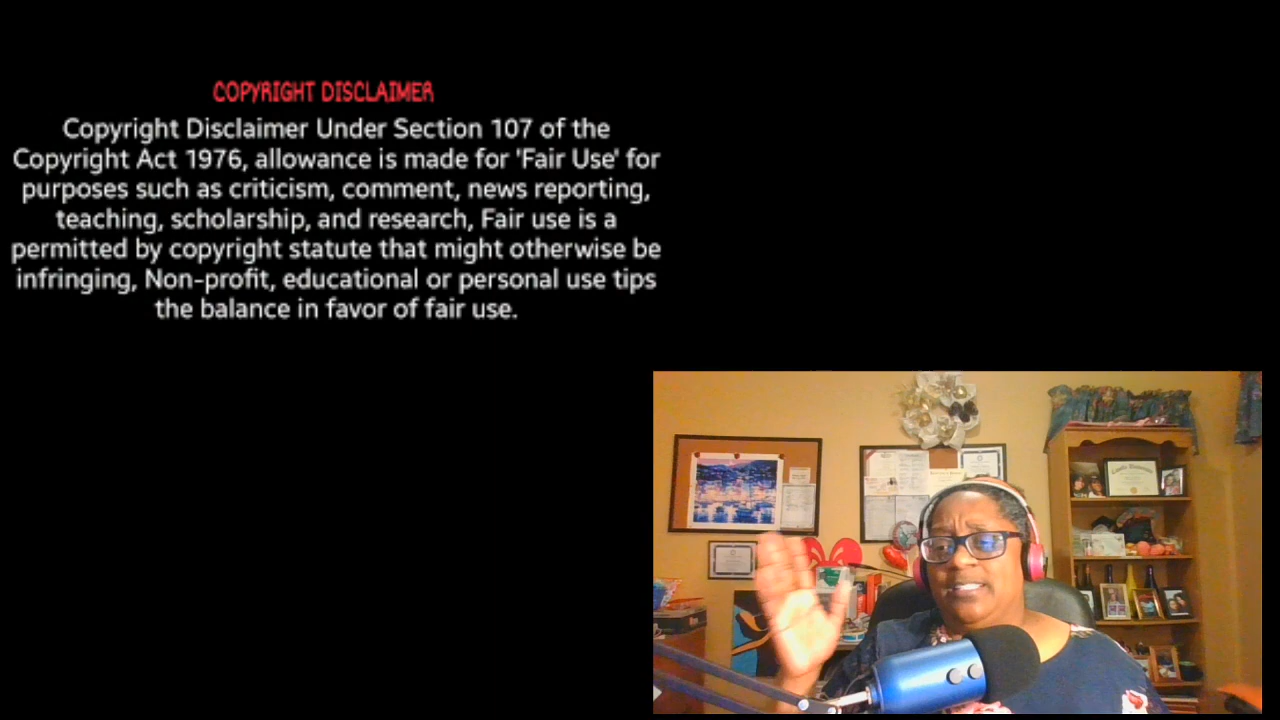 COPYRIGHT DISCLAIMER
Copyright Disclaimer Under Section 107 of the
Copyright Act 1976, allowance is made for 'Fair Use' for
purposes such as criticism, comment, news reporting,
teaching, scholarship, and research, Fair use is a
permitted by copyright statute that might otherwise be
infringing, Non-profit, educational or personal use tips
the balance in favor of fair use.